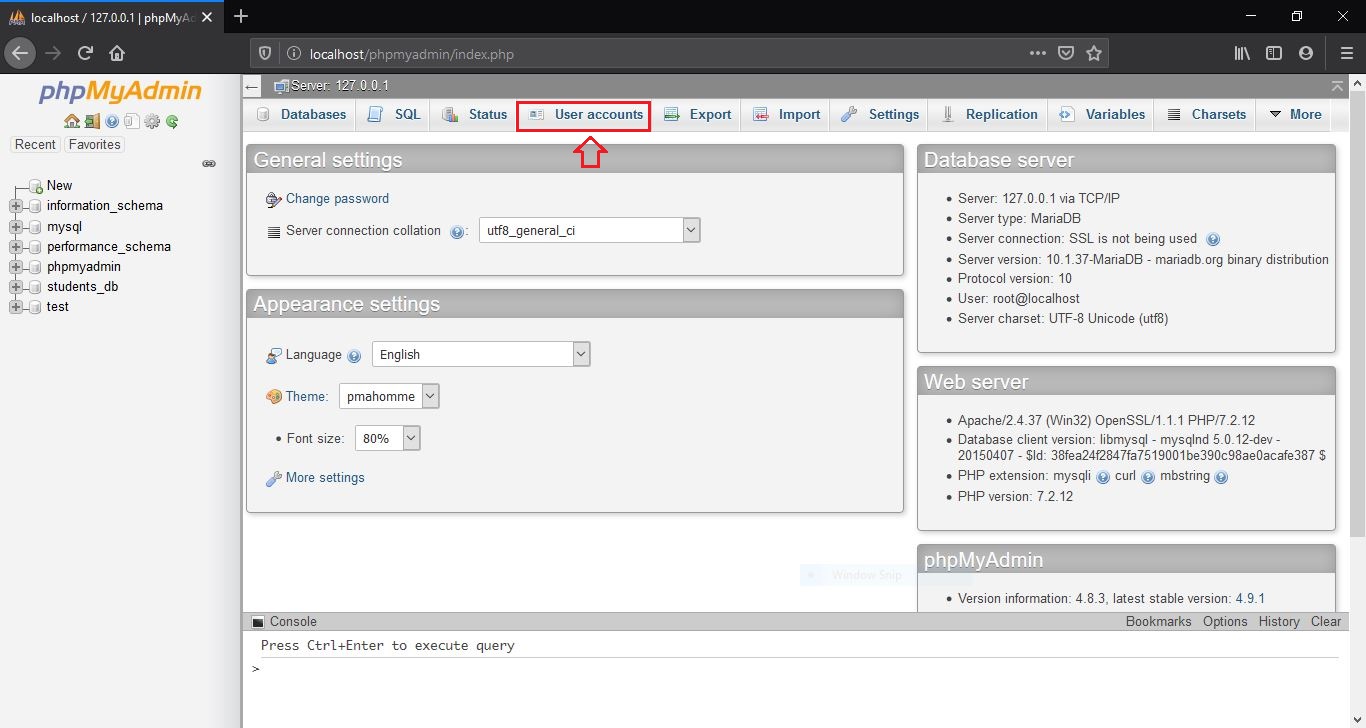 localhost / 127.0.0.1 | phpMyAd
localhost/phpmyadmin/index.php
phpMyAdmin
Recent Favorites
New
information_schema
mysql
performance_schema
phpmyadmin
students_db
test
Server: 127.0.0.1
Databases SQL Status User accounts Export Import Settings Replication Variables Charsets More
General settings
Change password
Server connection collation : utf8_general_ci
Appearance settings
Language English
Theme: pmahomme
• Font size: 80%
More settings
Database server
• Server: 127.0.0.1 via TCP/IP
• Server type: MariaDB
• Server connection: SSL is not being used
• Server version: 10.1.37-MariaDB - mariadb.org binary distribution
• Protocol version: 10
• User: root@localhost
• Server charset: UTF-8 Unicode (utf8)
Web server
• Apache/2.4.37 (Win32) OpenSSL/1.1.1 PHP/7.2.12
• Database client version: libmysql - mysqlnd 5.0.12-dev -
20150407 - $Id: 38fea24f2847fa7519001be390c98ae0acafe387 $
• PHP extension: mysqli curl mbstring
• PHP version: 7.2.12
phpMyAdmin
• Version information: 4.8.3, latest stable version: 4.9.1
Window Snip
Console Bookmarks Options History Clear
Press Ctrl+Enter to execute query
>